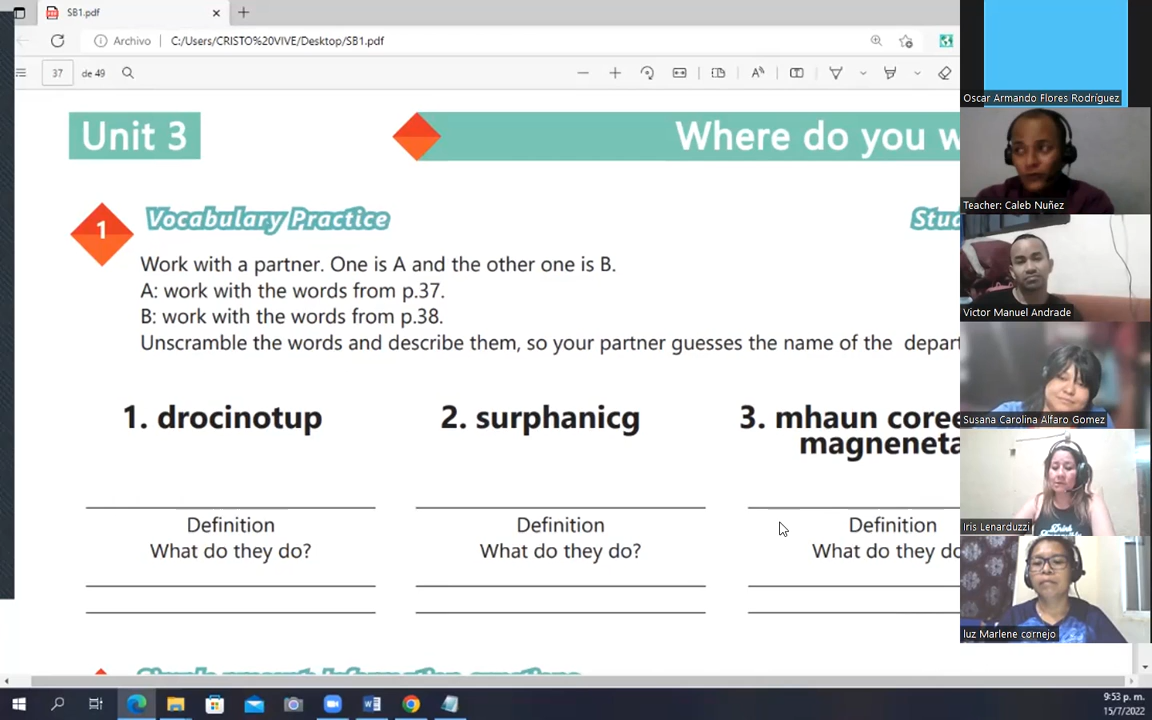 SB1.pdf
Archivo
C:/Users/CRISTO%20VIVE/Desktop/SB1.pdf
37
de 49
Unit 3
Where do you w
1
Vocabulary Practice
Stud
Work with a partner. One is A and the other one is B.
A: work with the words from p.37.
B: work with the words from p.38.
Unscramble the words and describe them, so your partner guesses the name of the depart
1. drocinotup
2. surphanicg
3. mhaun coree
magneneta
Definition
What do they do?
Definition
What do they do?
Definition
What do they do
Oscar Armando Flores Rodríguez
Teacher: Caleb Nuñez
Victor Manuel Andrade
Susana Carolina Alfaro Gomez
Iris Lenarduzzi
luz Marlene cornejo
9:53 p. m.
15/7/2022